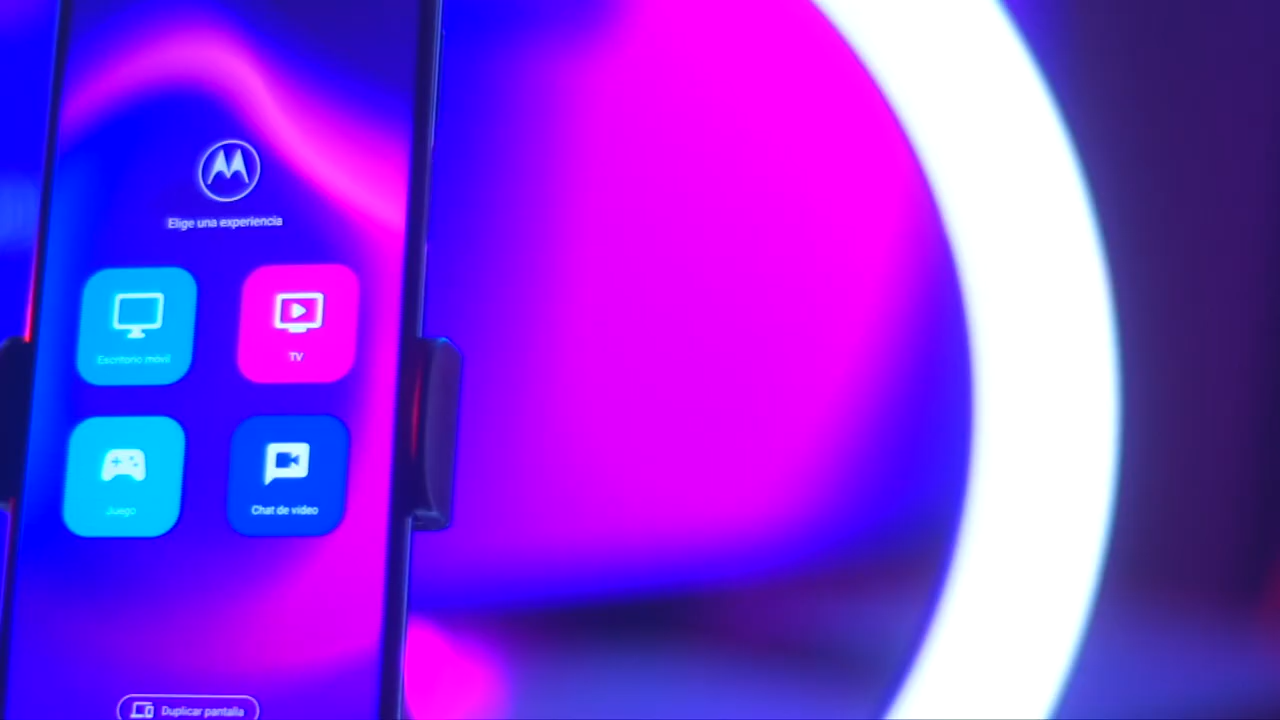 Elige una experiencia
Escritorio móvil
TV
Juego
Chat de video
Duplicar pantalla